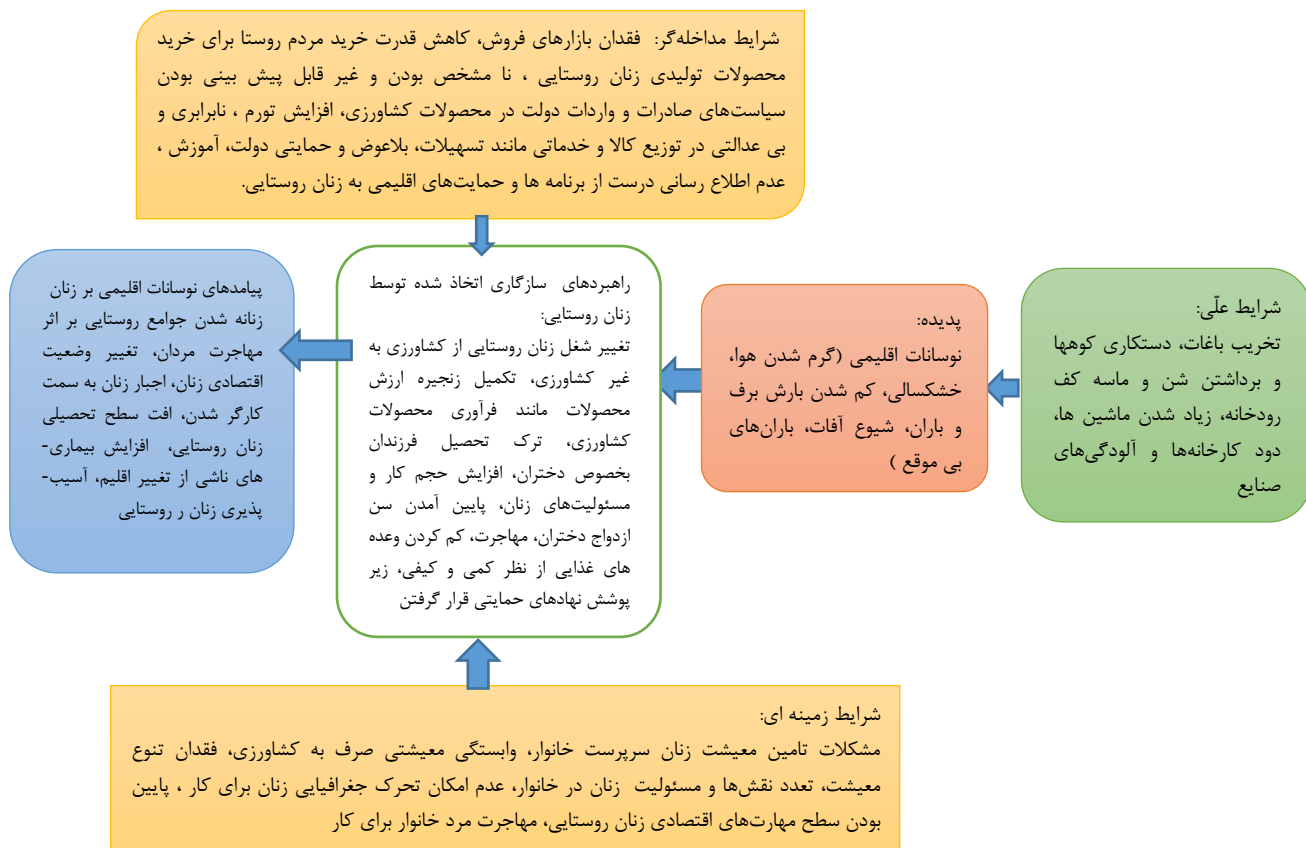 شرایط مداخله‌گر: فقدان بازارهای فروش، کاهش قدرت خرید مردم روستا برای خرید
محصولات تولیدی زنان روستایی ، نا مشخص بودن و غیر قابل پیش بینی بودن
سیاست‌های صادرات و واردات دولت در محصولات کشاورزی، افزایش تورم ، نابرابری و
بی عدالتی در توزیع کالا و خدماتی مانند تسهیلات، بلاعوض و حمایتی دولت، آموزش ،
عدم اطلاع رسانی درست از برنامه ها و حمایت‌های اقلیمی به زنان روستایی.
شرایط علّی:
تخریب باغات، دستکاری کوهها
و برداشتن شن و ماسه کف
رودخانه، زیاد شدن ماشین ها،
دود کارخانه‌ها و آلودگی‌های
صنایع
پدیده:
نوسانات اقلیمی (گرم شدن هوا،
خشکسالی، کم شدن بارش برف
و باران، شیوع آفات، باران‌های
بی موقع )
راهبردهای سازگاری اتخاذ شده توسط
زنان روستایی:
تغییر شغل زنان روستایی از کشاورزی به
غیر کشاورزی، تکمیل زنجیره ارزش
محصولات مانند فرآوری محصولات
کشاورزی، ترک تحصیل فرزندان
بخصوص دختران، افزایش حجم کار و
مسئولیت‌های زنان، پایین آمدن سن
ازدواج دختران، مهاجرت، کم کردن وعده
های غذایی از نظر کمی و کیفی، زیر
پوشش نهادهای حمایتی قرار گرفتن
پیامدهای نوسانات اقلیمی بر زنان
زنانه شدن جوامع روستایی بر اثر
مهاجرت مردان، تغییر وضعیت
اقتصادی زنان، اجبار زنان به سمت
کارگر شدن، افت سطح تحصیلی
زنان روستایی، افزایش بیماری-
های ناشی از تغییر اقلیم، آسیب-
پذیری زنان ر روستایی
شرایط زمینه ای:
مشکلات تامین معیشت زنان سرپرست خانوار، وابستگی معیشتی صرف به کشاورزی، فقدان تنوع
معیشت، تعدد نقش‌ها و مسئولیت زنان در خانوار، عدم امکان تحرک جغرافیایی زنان برای کار ، پایین
بودن سطح مهارت‌های اقتصادی زنان روستایی، مهاجرت مرد خانوار برای کار